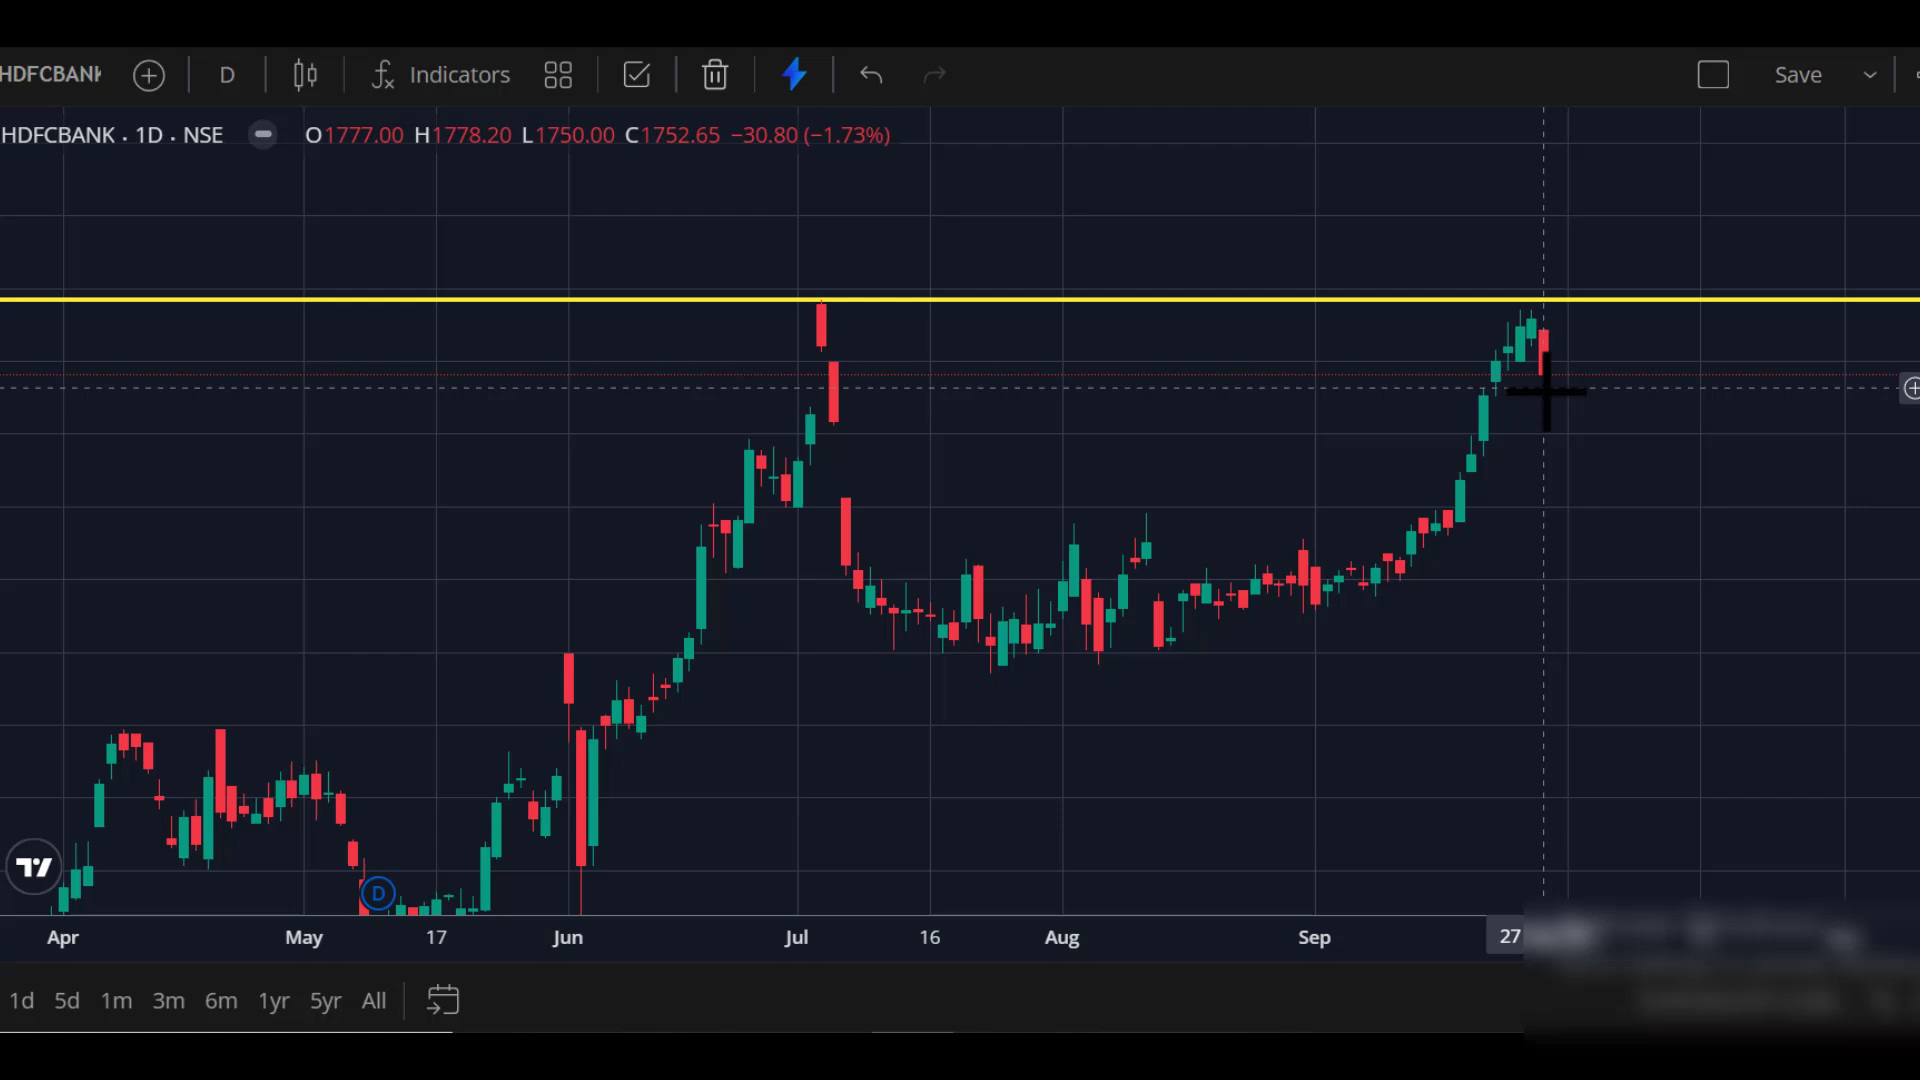 HDFCBANK D Indicators Save
HDFCBANK · 1D · NSE O1777.00 H1778.20 L1750.00 C1752.65 −30.80 (−1.73%)
D
Apr May 17 Jun Jul 16 Aug Sep 27
1d 5d 1m 3m 6m 1yr 5yr All